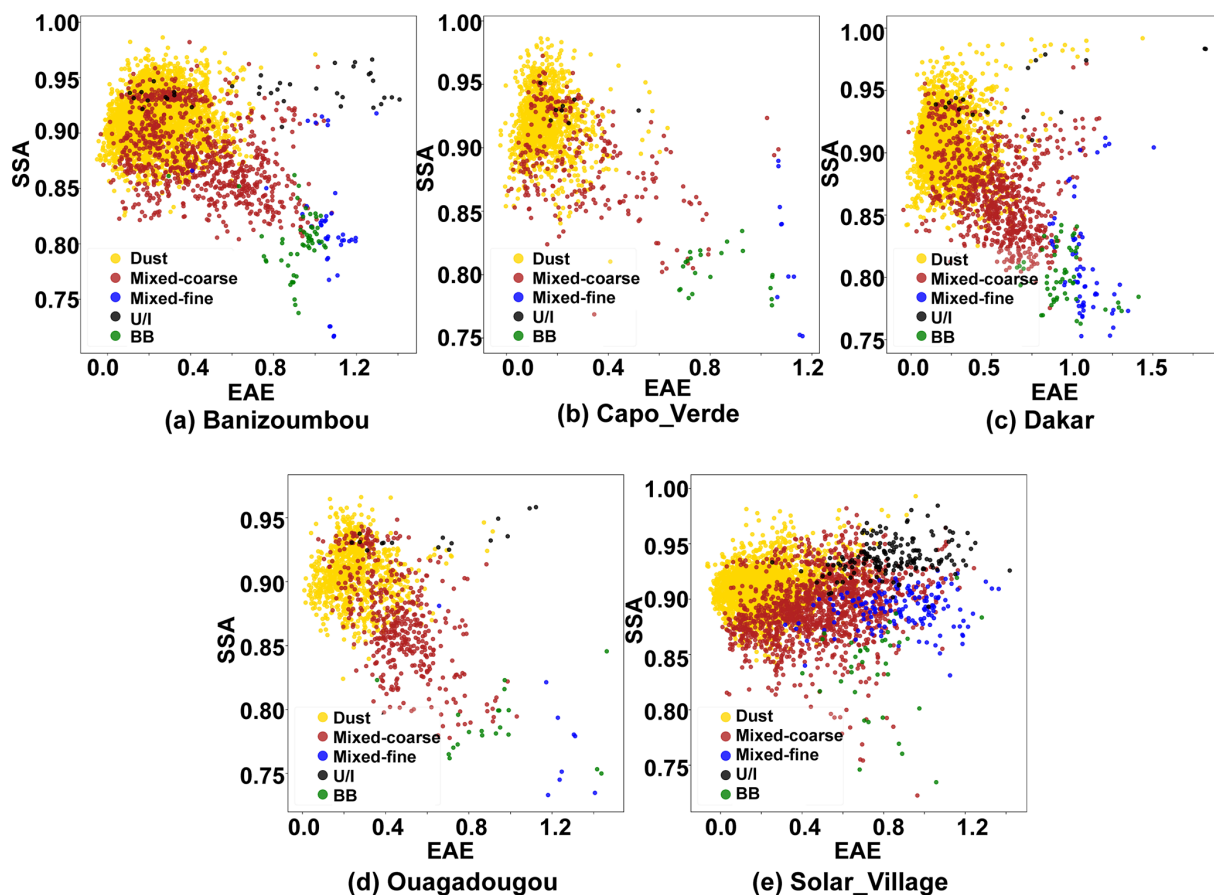 1.00
0.95
0.90
0.85
0.80
0.75
SSA
Dust
Mixed-coarse
Mixed-fine
U/I
BB
0.0 0.4 0.8 1.2
EAE
(a) Banizoumbou
1.00
0.95
0.90
0.85
0.80
0.75
SSA
Dust
Mixed-coarse
Mixed-fine
U/I
BB
0.0 0.4 0.8 1.2
EAE
(b) Capo_Verde
1.00
0.95
0.90
0.85
0.80
0.75
SSA
Dust
Mixed-coarse
Mixed-fine
U/I
BB
0.0 0.5 1.0 1.5
EAE
(c) Dakar
0.95
0.90
0.85
0.80
0.75
SSA
Dust
Mixed-coarse
Mixed-fine
U/I
BB
0.0 0.4 0.8 1.2
EAE
(d) Ouagadougou
1.00
0.95
0.90
0.85
0.80
0.75
SSA
Dust
Mixed-coarse
Mixed-fine
U/I
BB
0.0 0.4 0.8 1.2
EAE
(e) Solar_Village